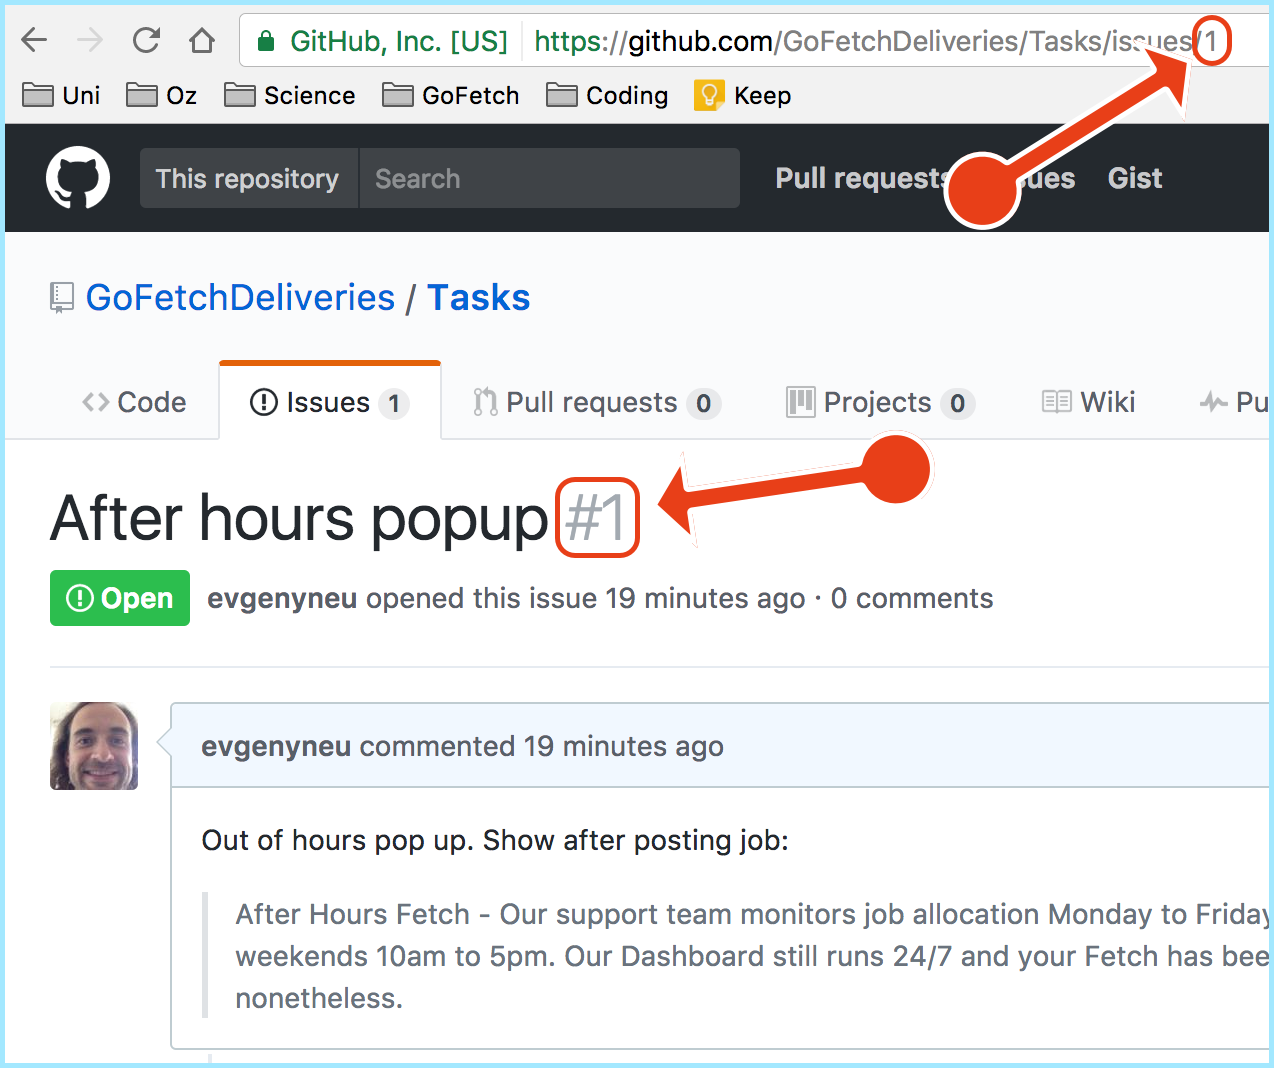 GitHub, Inc. [US] https://github.com/GoFetchDeliveries/Tasks/issues/1
Uni Oz Science GoFetch Coding Keep
This repository Search Pull requests Gist
GoFetchDeliveries / Tasks
Code Issues 1 Pull requests 0 Projects 0 Wiki
After hours popup #1
Open evgenyneu opened this issue 19 minutes ago · 0 comments
evgenyneu commented 19 minutes ago
Out of hours pop up. Show after posting job:
After Hours Fetch - Our support team monitors job allocation Monday to Friday
weekends 10am to 5pm. Our Dashboard still runs 24/7 and your Fetch has
nonetheless.